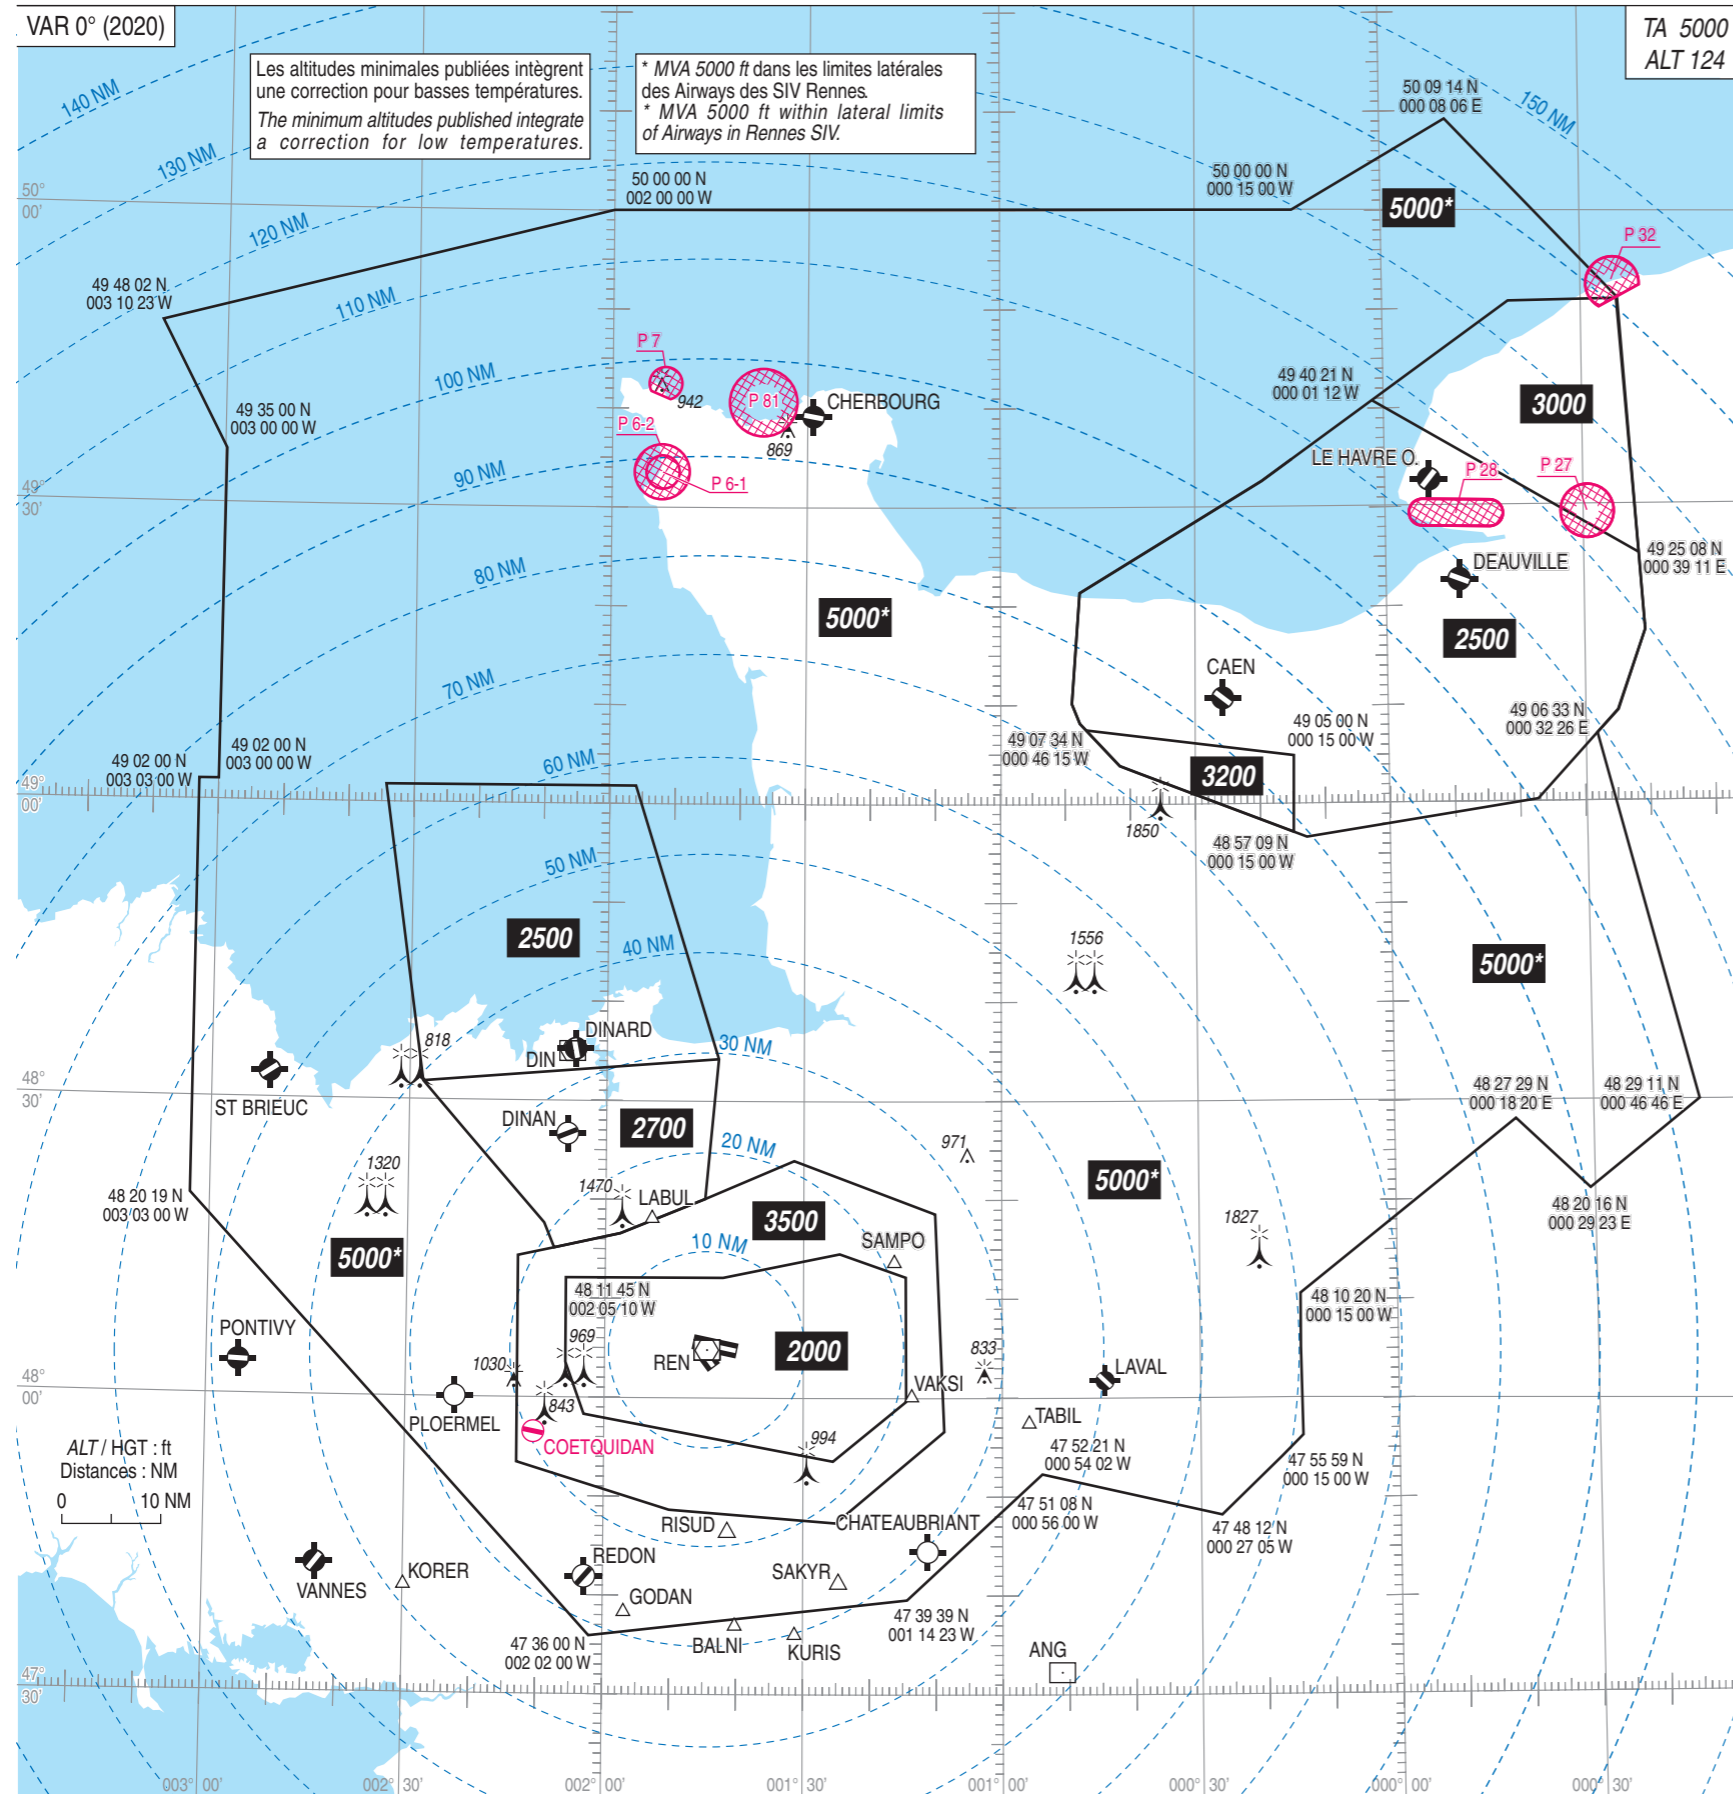 VAR 0° (2020)
TA 5000
ALT 124
Les altitudes minimales publiées intègrent
une correction pour basses températures.
The minimum altitudes published integrate
a correction for low temperatures.
* MVA 5000 ft dans les limites latérales
des Airways des SIV Rennes.
* MVA 5000 ft within lateral limits
of Airways in Rennes SIV.
140 NM
150 NM
50 09 14 N
000 08 06 E
130 NM
50 00 00 N
002 00 00 W
50 00 00 N
000 15 00 W
50°
00'
5000*
120 NM
P 32
49 48 02 N
003 10 23 W
110 NM
P 7
942
100 NM
P 81
CHERBOURG
869
49 40 21 N
000 01 12 W
3000
49 35 00 N
003 00 00 W
P 6-2
P 6-1
90 NM
LE HAVRE O.
P 28
P 27
49°
30'
80 NM
49 25 08 N
000 39 11 E
DEAUVILLE
5000*
2500
70 NM
CAEN
49 06 33 N
000 32 26 E
49 02 00 N
003 03 00 W
49 02 00 N
003 00 00 W
60 NM
49 07 34 N
000 46 15 W
49 05 00 N
000 15 00 W
3200
49°
00'
1850
48 57 09 N
000 15 00 W
50 NM
2500
40 NM
1556
5000*
818
DINARD
DIN
30 NM
48°
30'
ST BRIEUC
DINAN
2700
20 NM
971
48 27 29 N
000 18 20 E
48 29 11 N
000 46 46 E
1320
48 20 19 N
003 03 00 W
1470
LABUL
5000*
48 20 16 N
000 29 23 E
3500
SAMPO
1827
5000*
10 NM
48 11 45 N
002 05 10 W
48 10 20 N
000 15 00 W
PONTIVY
969
REN
2000
833
1030
LAVAL
48°
00'
PLOERMEL
843
COETQUIDAN
VAKSI
TABIL
994
47 52 21 N
000 54 02 W
47 55 59 N
000 15 00 W
ALT / HGT : ft
Distances : NM
0 10 NM
47 51 08 N
000 56 00 W
47 48 12 N
000 27 05 W
RISUD
CHATEAUBRIANT
VANNES
KORER
REDON
GODAN
SAKYR
47 36 00 N
002 02 00 W
BALNI
KURIS
47 39 39 N
001 14 23 W
ANG
47°
30'
003° 00'
002° 30'
002° 00'
001° 30'
001° 00'
000° 30'
000° 00'
000° 30'